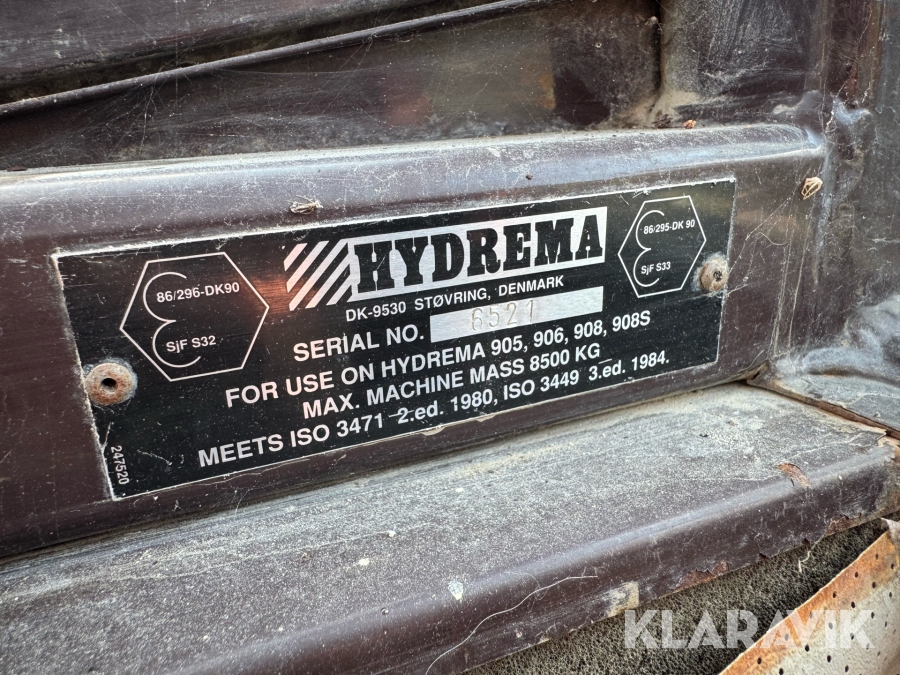 86/296-DK90
SjF S32
HYDREMA
86/295-DK 90
SjF S33
DK-9530 STØVRING, DENMARK
SERIAL NO. 6521
FOR USE ON HYDREMA 905, 906, 908, 908S
MAX. MACHINE MASS 8500 KG
MEETS ISO 3471 2.ed. 1980, ISO 3449 3.ed. 1984.
247520
KLARAVIK